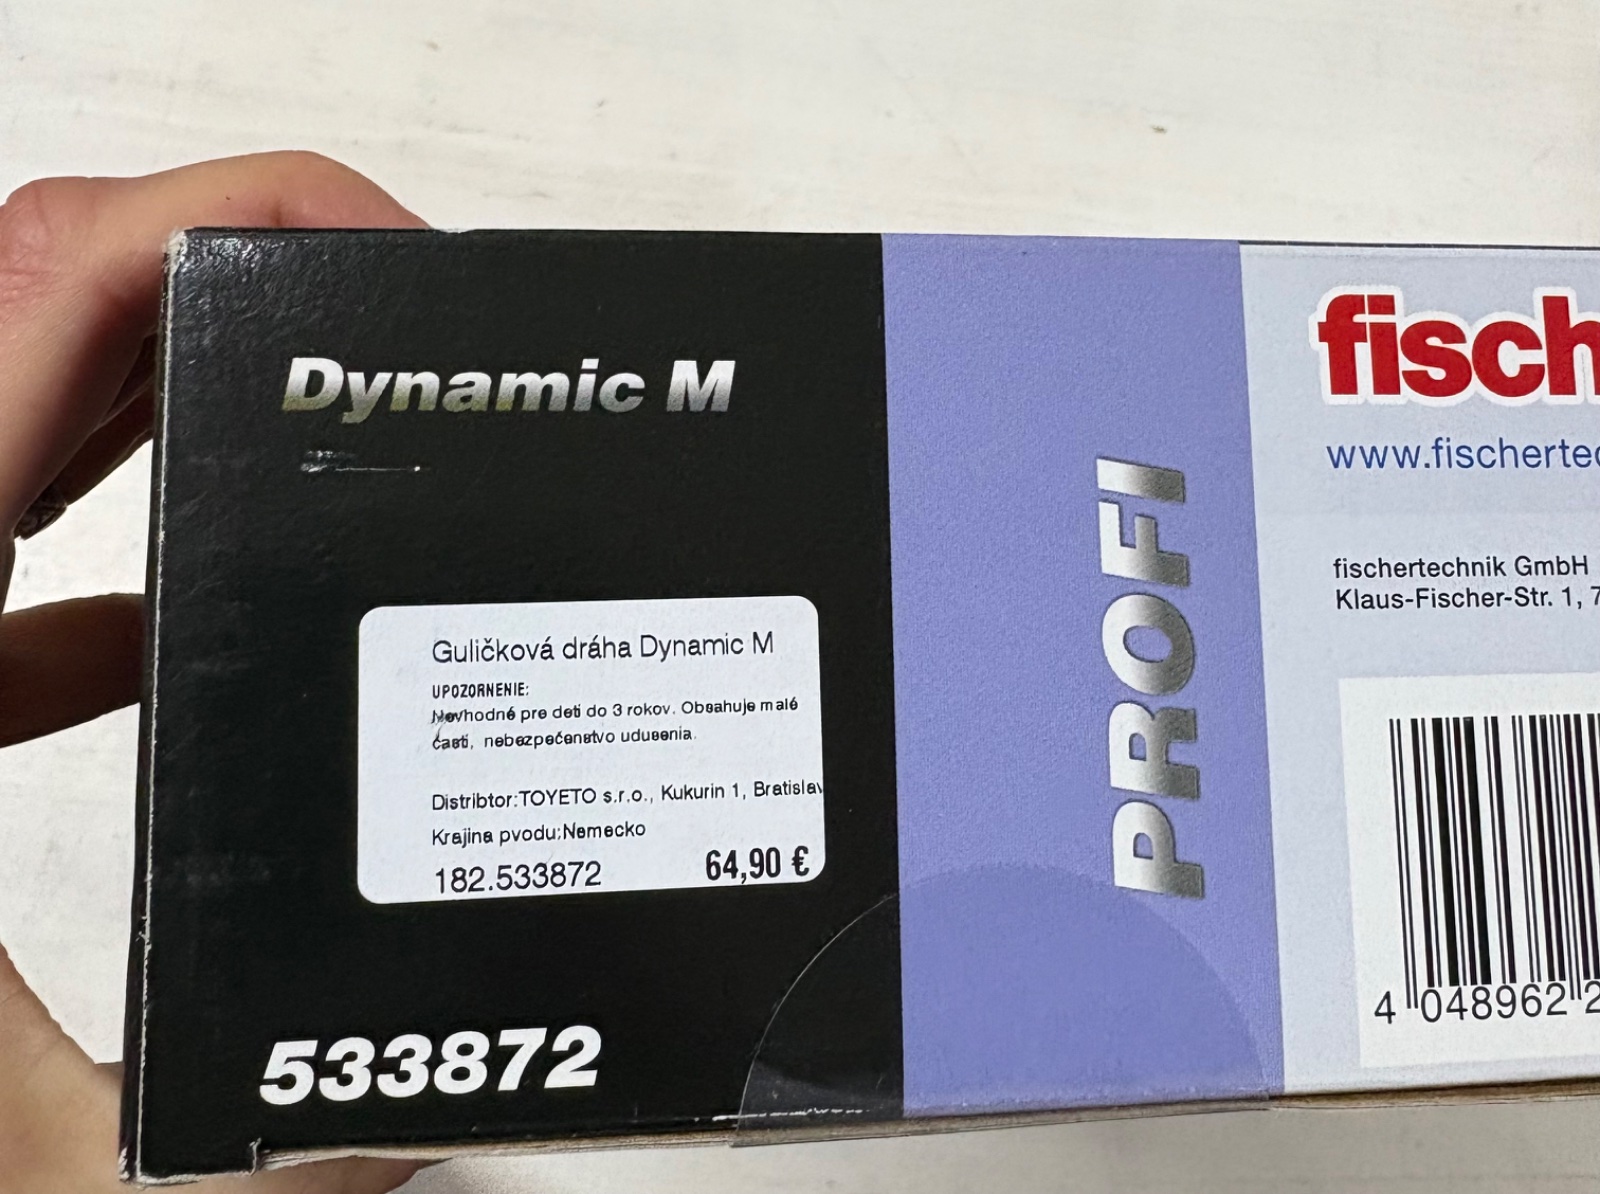 Dynamic M
Guličková dráha Dynamic M
UPOZORNENIE:
Nevhodné pre deti do 3 rokov. Obsahuje malé
časti, nebezpečenstvo udusenia.
Distribtor:TOYETO s.r.o., Kukurin 1, Bratislav
Krajina pvodu:Nemecko
182.533872 64,90 €
533872
PROFI
fisch
www.fischertec
fischertechnik GmbH
Klaus-Fischer-Str. 1, 7
4 048962 2